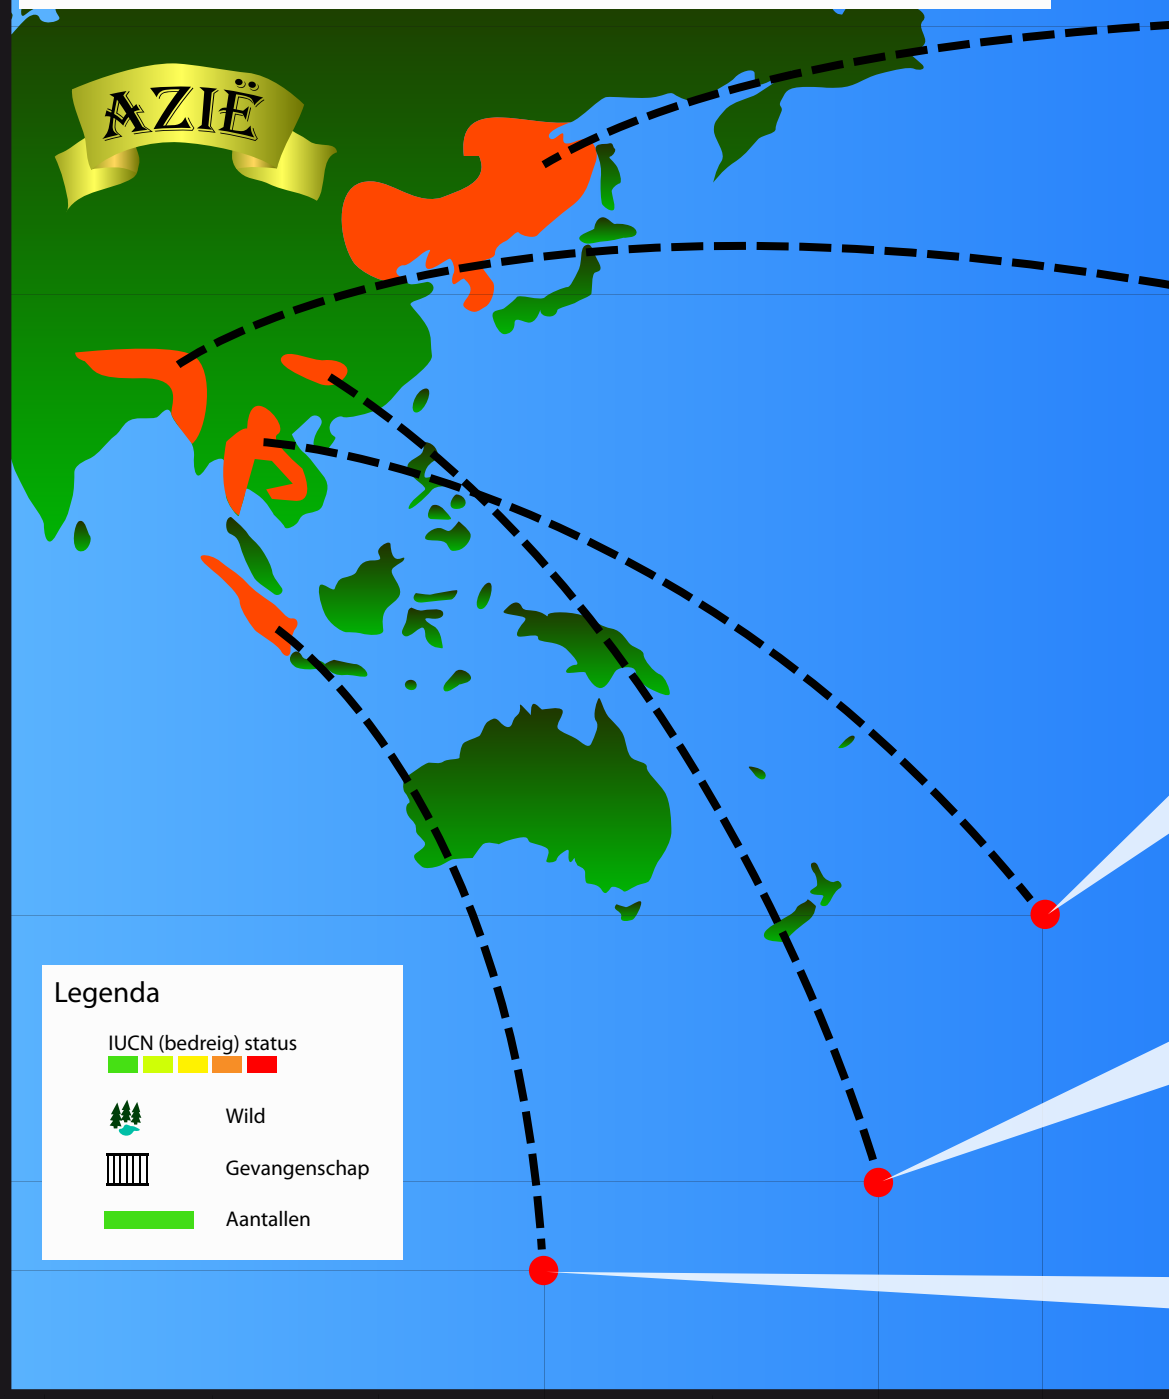 AZIË
Legenda
IUCN (bedreig) status
Wild
Gevangenschap
Aantallen